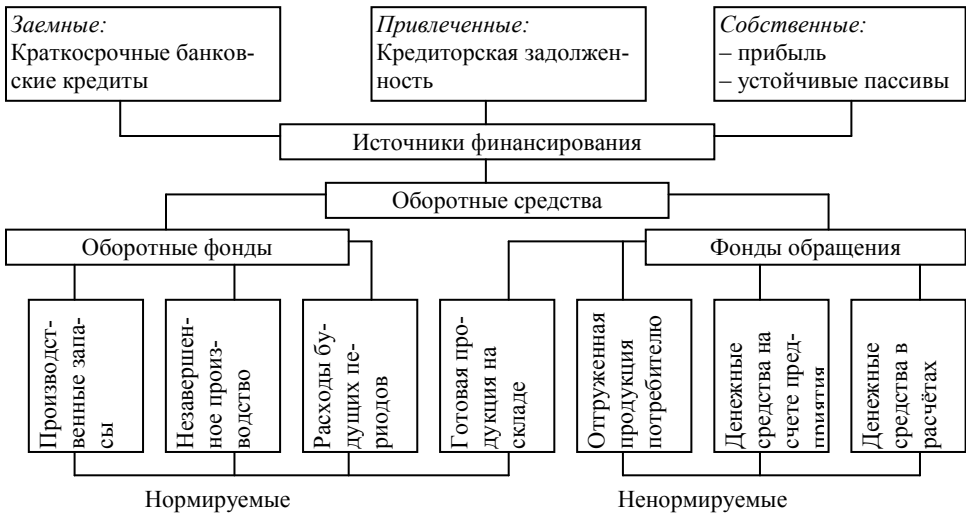 Заемные:
Краткосрочные банков-
ские кредиты
Привлеченные:
Кредиторская задолжен-
ность
Собственные:
– прибыль
– устойчивые пассивы
Источники финансирования
Оборотные средства
Оборотные фонды
Фонды обращения
Производст-
венные запа-
сы
Незавершен-
ное произ-
водство
Расходы бу-
дущих пе-
риодов
Готовая про-
дукция на
складе
Отгруженная
продукция
потребителю
Денежные
средства на
счете пред-
приятия
Денежные
средства в
расчётах
Нормируемые
Ненормируемые